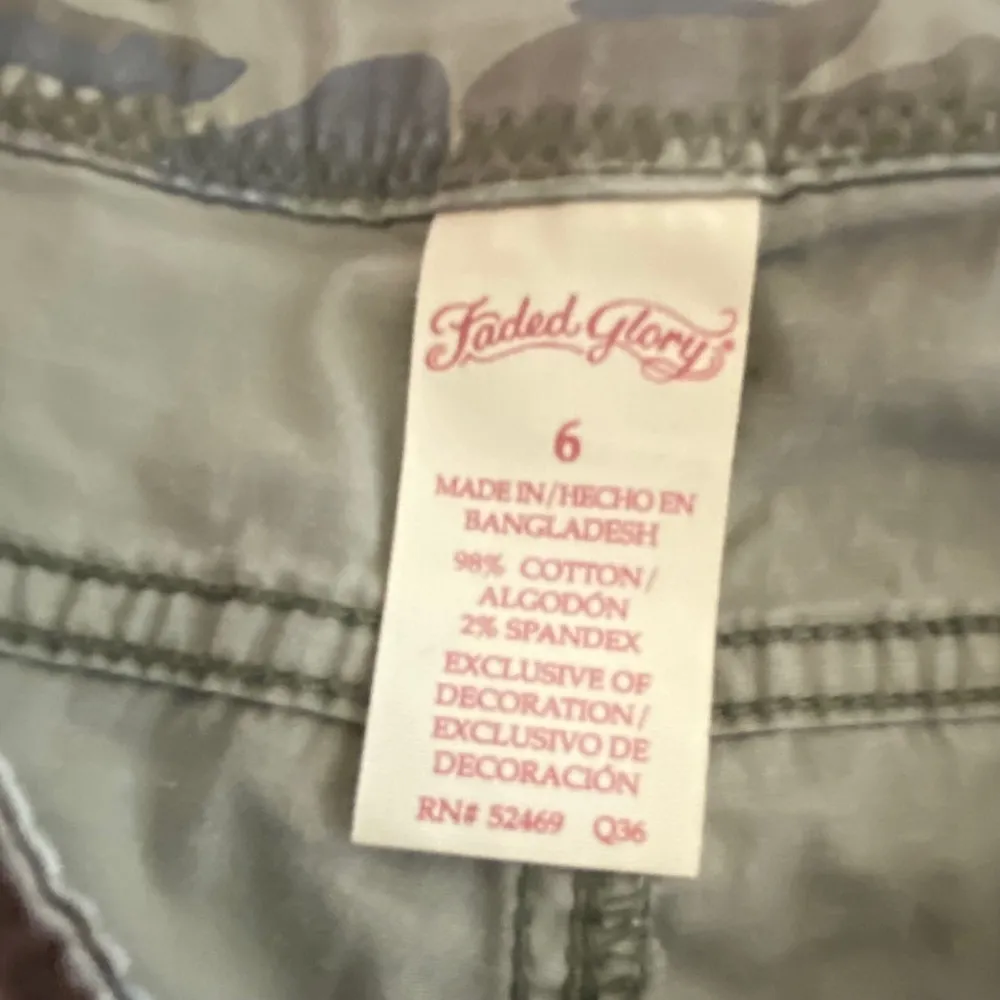 Faded Glory
6
MADE IN/HECHO EN
BANGLADESH
98% COTTON/
ALGODÓN
2% SPANDEX
EXCLUSIVE OF
DECORATION/
EXCLUSIVO DE
DECORACIÓN
RN# 52469 Q36